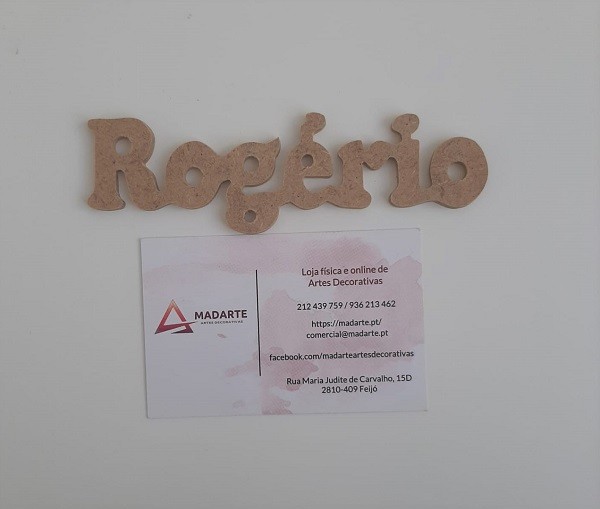 Rogério
MADARTE
ARTES DECORATIVAS
Loja física e online de
Artes Decorativas
212 439 759 / 936 213 462
https://madarte.pt/
comercial@madarte.pt
facebook.com/madarteartesdecorativas
Rua Maria Judite de Carvalho, 15D
2810-409 Feijó